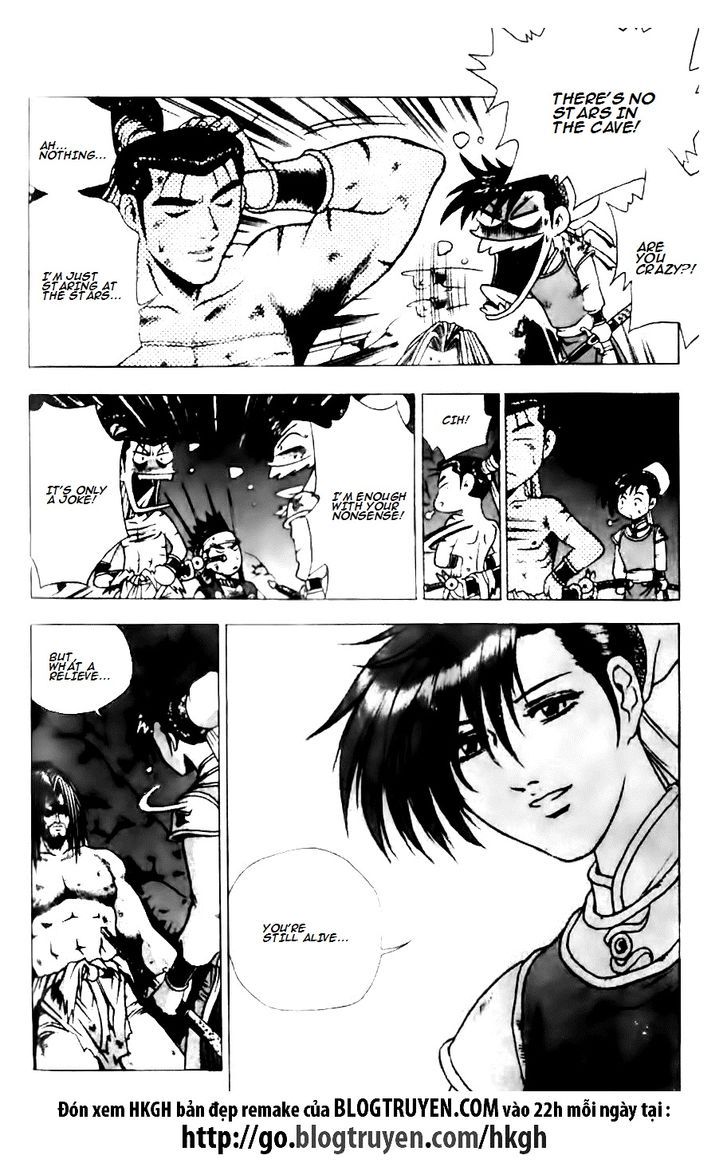 AH...
NOTHING...
I'M JUST
STARING AT
THE STARS...
THERE'S NO
STARS IN
THE CAVE!
ARE
YOU
CRAZY?!
IT'S ONLY
A JOKE!
I'M ENOUGH
WITH YOUR
NONSENSE!
CIH!
BUT
WHAT A
RELIEVE...
YOU'RE
STILL ALIVE...
Đón xem HKGH bản đẹp remake của BLOGTRUYEN.COM vào 22h mỗi ngày tại :
http://go.blogtruyen.com/hkgh